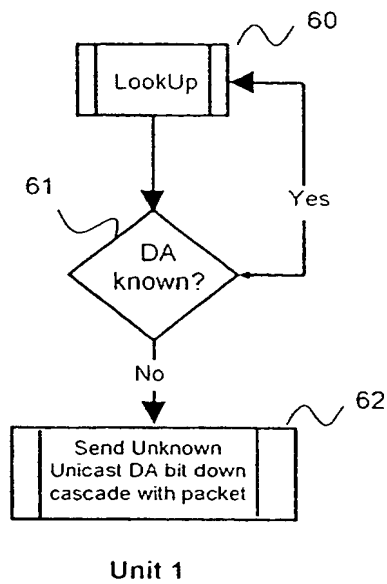 60
LookUp
61
Yes
DA
known?
No
62
Send Unknown
Unicast DA bit down
cascade with packet
Unit 1